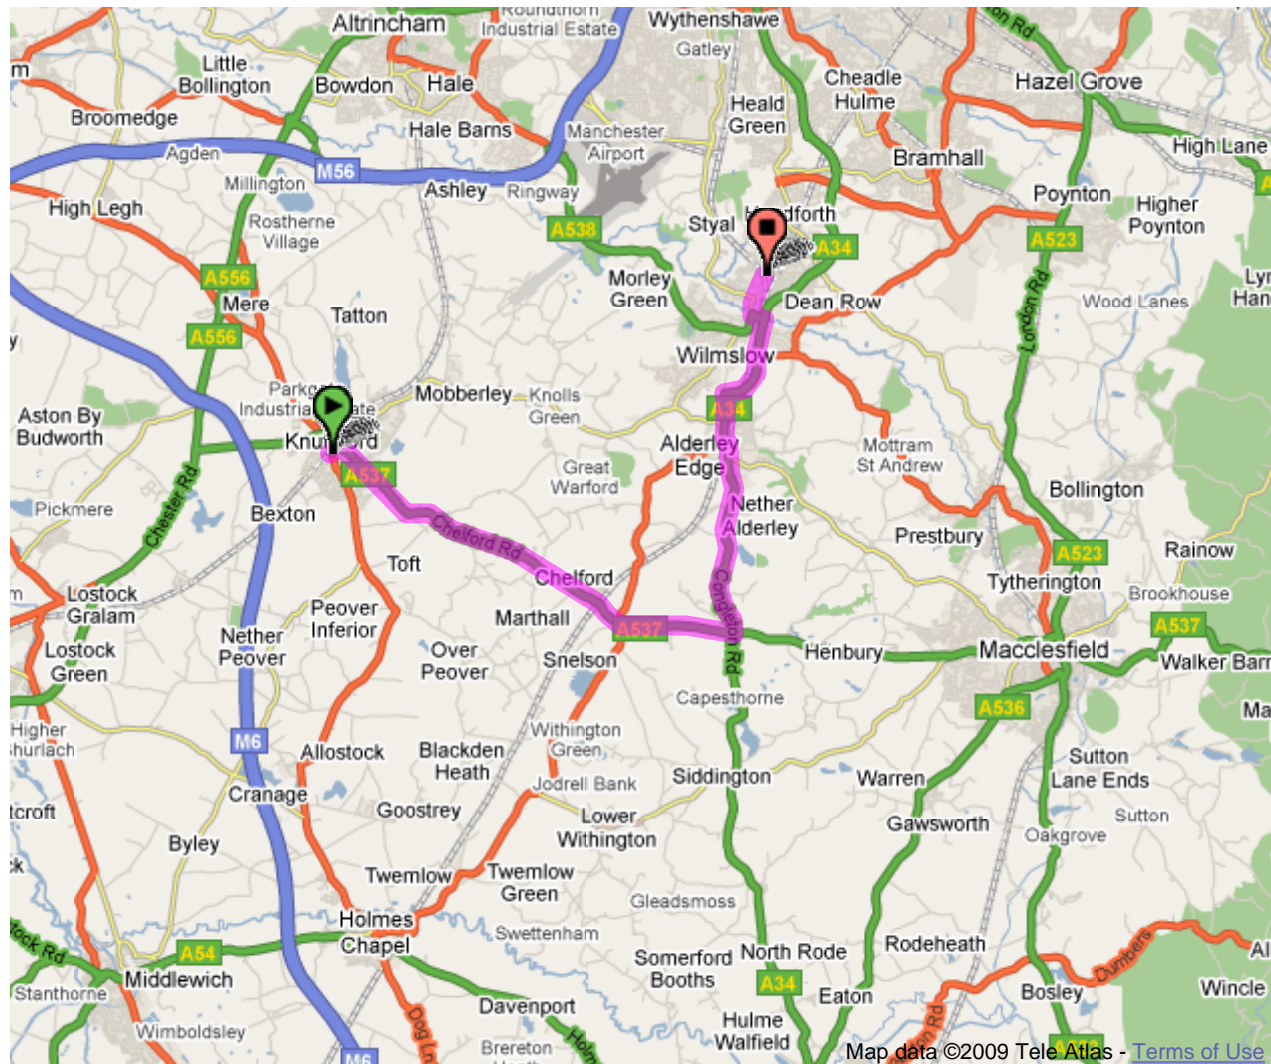 Roundthorn
Industrial Estate
Wythenshawe
Altrincham
Gatley
Little
Bollington
Bowdon
Hale
Cheadle
Hulme
Hazel Grove
Broomedge
Hale Barns
Heald
Green
Manchester
Airport
High Lane
Agden
M56
Bramhall
Millington
Ashley
Ringway
Poynton
High Legh
Rostherne
Village
A538
Styal
A34
A523
Higher
Poynton
A556
Morley
Green
Dean Row
Wood Lanes
London Rd
Mere
Tatton
A556
Wilmslow
Mobberley
Knolls
Green
Aston By
Budworth
A34
Alderley
Edge
Mottram
St Andrew
A537
Great
Warford
Chester Rd
Pickmere
Bexton
Nether
Alderley
Bollington
Chelford Rd
Prestbury
A523
Rainow
Toft
Chelford
Tytherington
Brookhouse
Lostock
Gralam
Peover
Inferior
Marthall
A537
Congleton Rd
A537
Nether
Peover
Lostock
Green
Over
Peover
Snelson
Henbury
Macclesfield
Capesthorne
A536
M6
Higher
Allostock
Blackden
Heath
Withington
Green
Siddington
Warren
Sutton
Lane Ends
Jodrell Bank
Cranage
Goostrey
Lower
Withington
Gawsworth
Sutton
Oakgrove
Byley
Twemlow
Twemlow
Green
Gleadsmoss
Holmes
Chapel
Swettenham
A54
Middlewich
Somerford
Booths
North Rode
Rodeheath
Dumbers
Stanthorne
A34
Eaton
Bosley
Wincle
Davenport
Wimboldsley
Dog Ln
Hulme
Walfield
Brereton
M6
Map data ©2009 Tele Atlas - Terms of Use